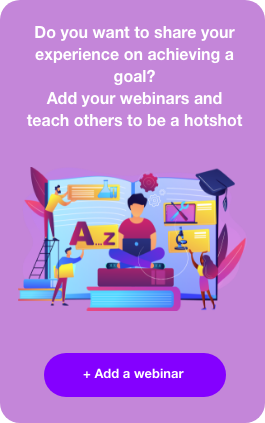 Do you want to share your
experience on achieving a
goal?
Add your webinars and
teach others to be a hotshot
A...z
+ Add a webinar